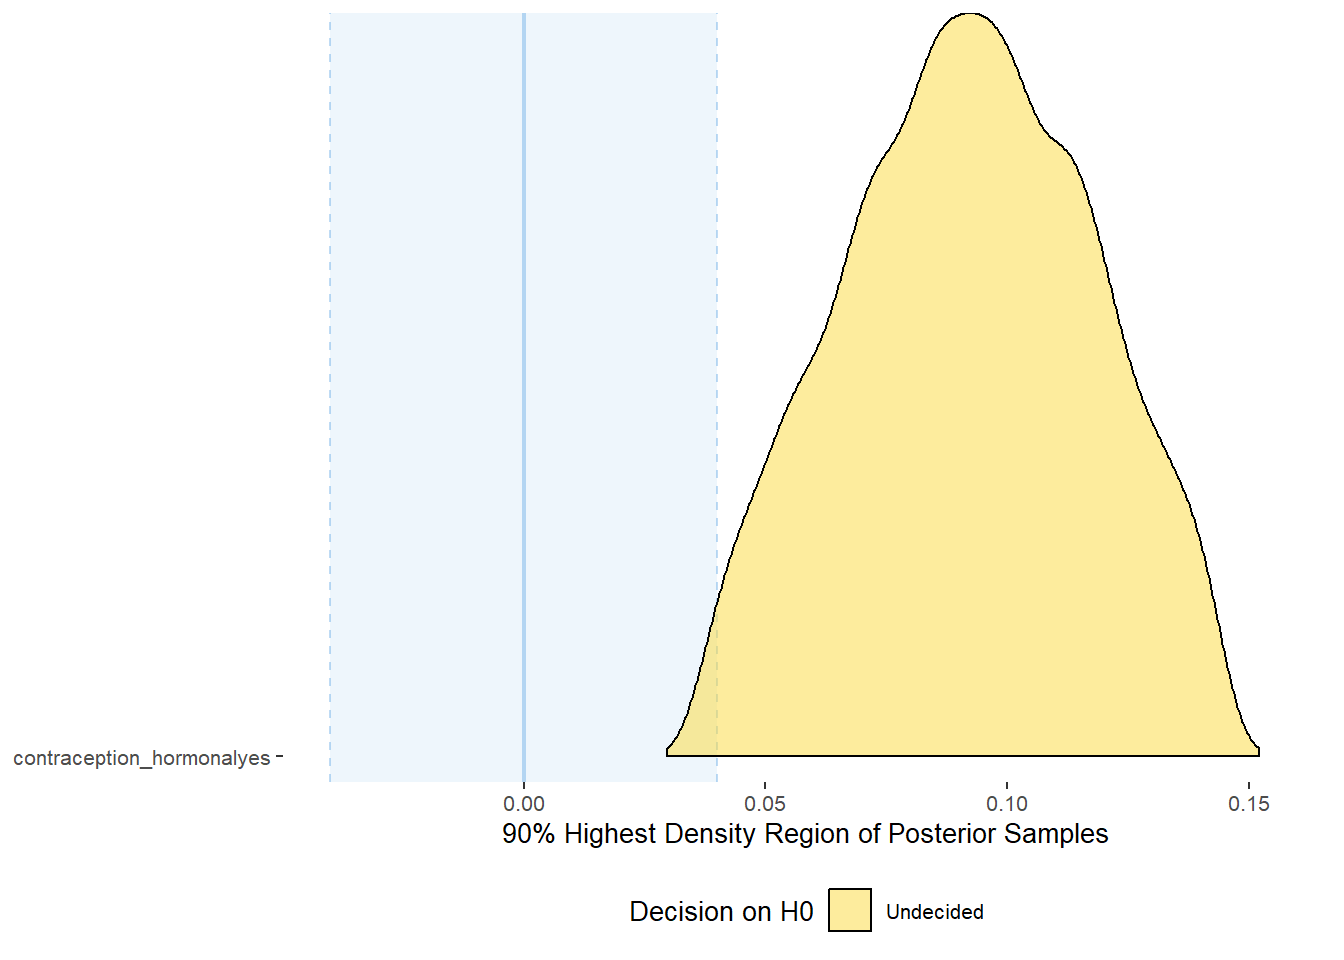 contraception_hormonalyes
0.00 0.05 0.10 0.15
90% Highest Density Region of Posterior Samples
Decision on H0 Undecided